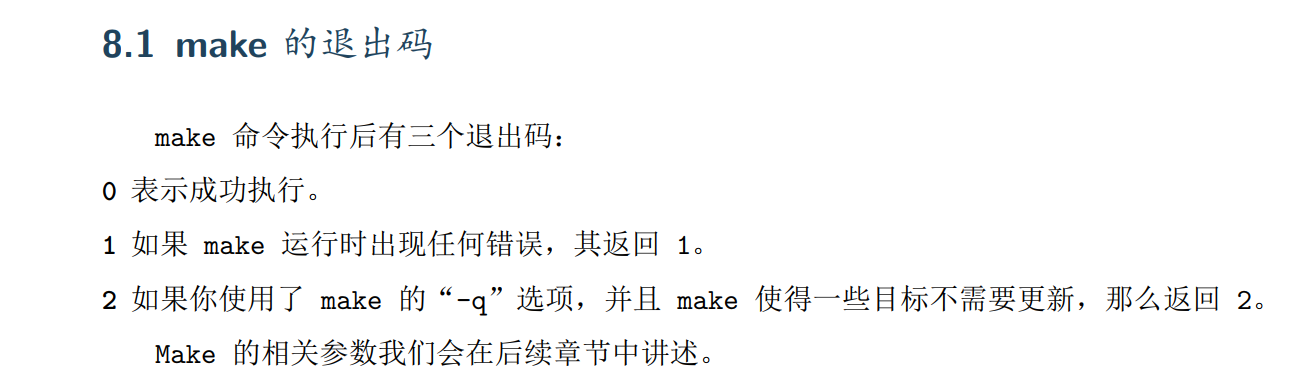 8.1 make 的退出码
make 命令执行后有三个退出码：
0 表示成功执行。
1 如果 make 运行时出现任何错误，其返回 1。
2 如果你使用了 make 的“-q”选项，并且 make 使得一些目标不需要更新，那么返回 2。
Make 的相关参数我们会在后续章节中讲述。